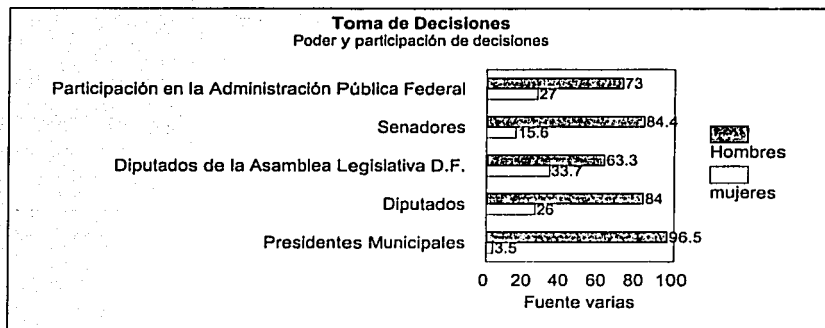 Toma de Decisiones
Poder y participación de decisiones
Participación en la Administración Pública Federal
73
27
Senadores
84.4
15.6
Diputados de la Asamblea Legislativa D.F.
63.3
33.7
Diputados
84
26
Presidentes Municipales
96.5
3.5
0 20 40 60 80 100
Fuente varias
Hombres
mujeres